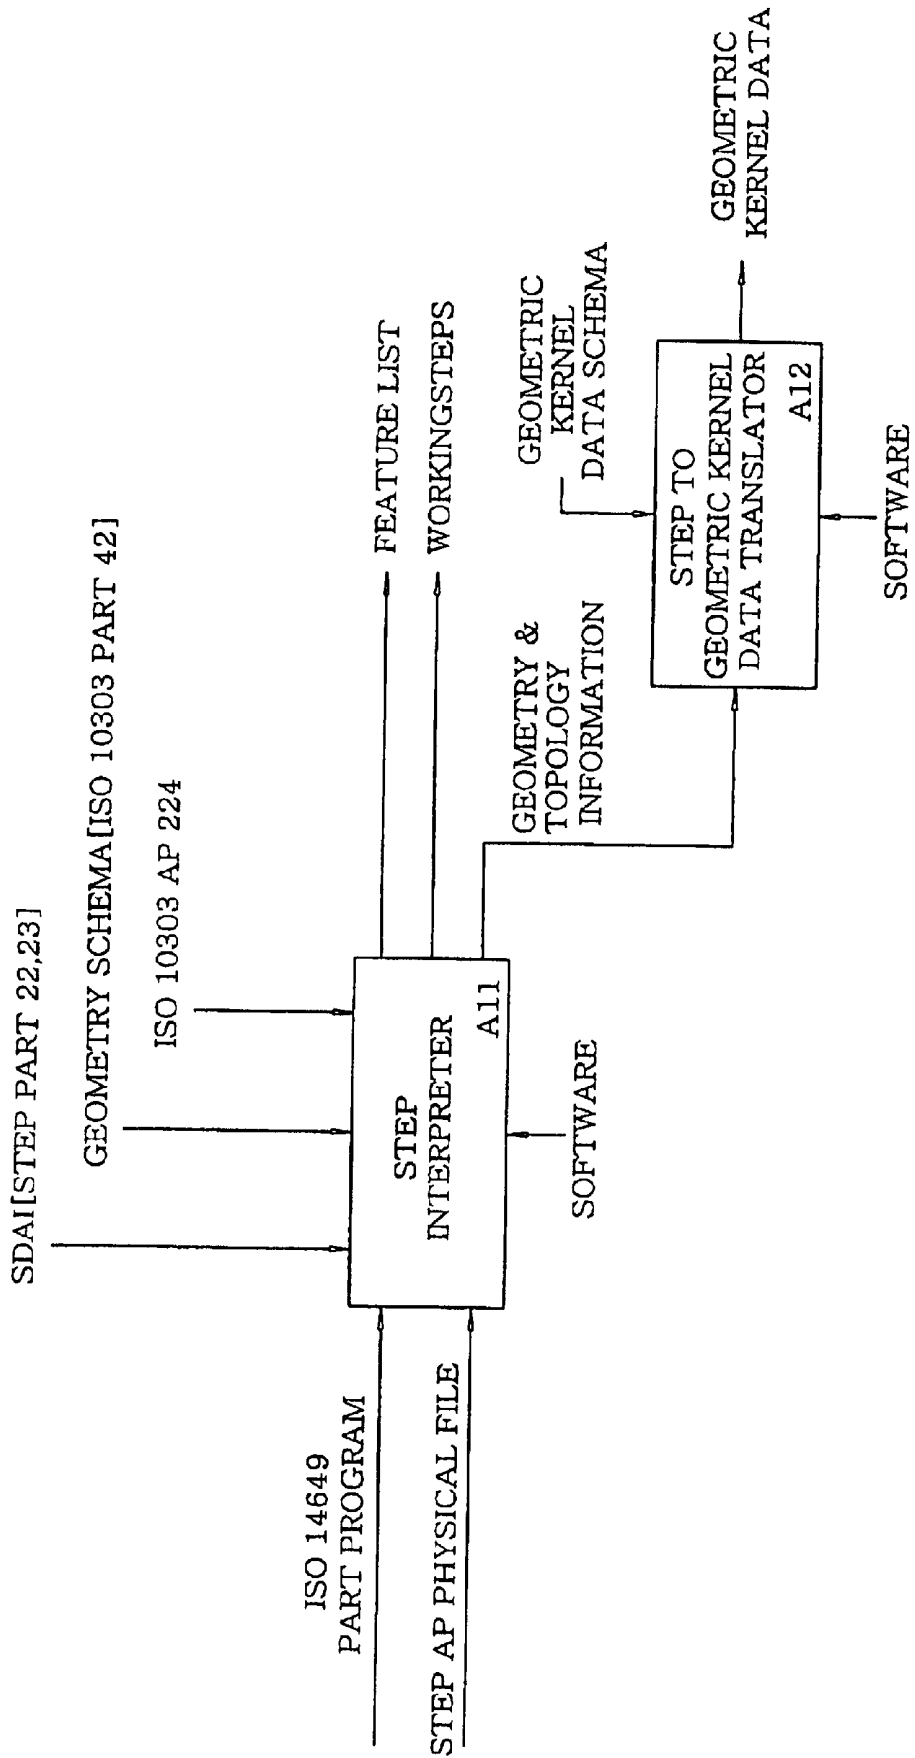 SDAI[STEP PART 22,23]
GEOMETRY SCHEMA[ISO 10303 PART 42]
ISO 10303 AP 224
ISO 14649
PART PROGRAM
STEP AP PHYSICAL FILE
STEP
INTERPRETER
A11
SOFTWARE
FEATURE LIST
WORKINGSTEPS
GEOMETRY &
TOPOLOGY
INFORMATION
GEOMETRIC
KERNEL
DATA SCHEMA
STEP TO
GEOMETRIC KERNEL
DATA TRANSLATOR
A12
SOFTWARE
GEOMETRIC
KERNEL DATA